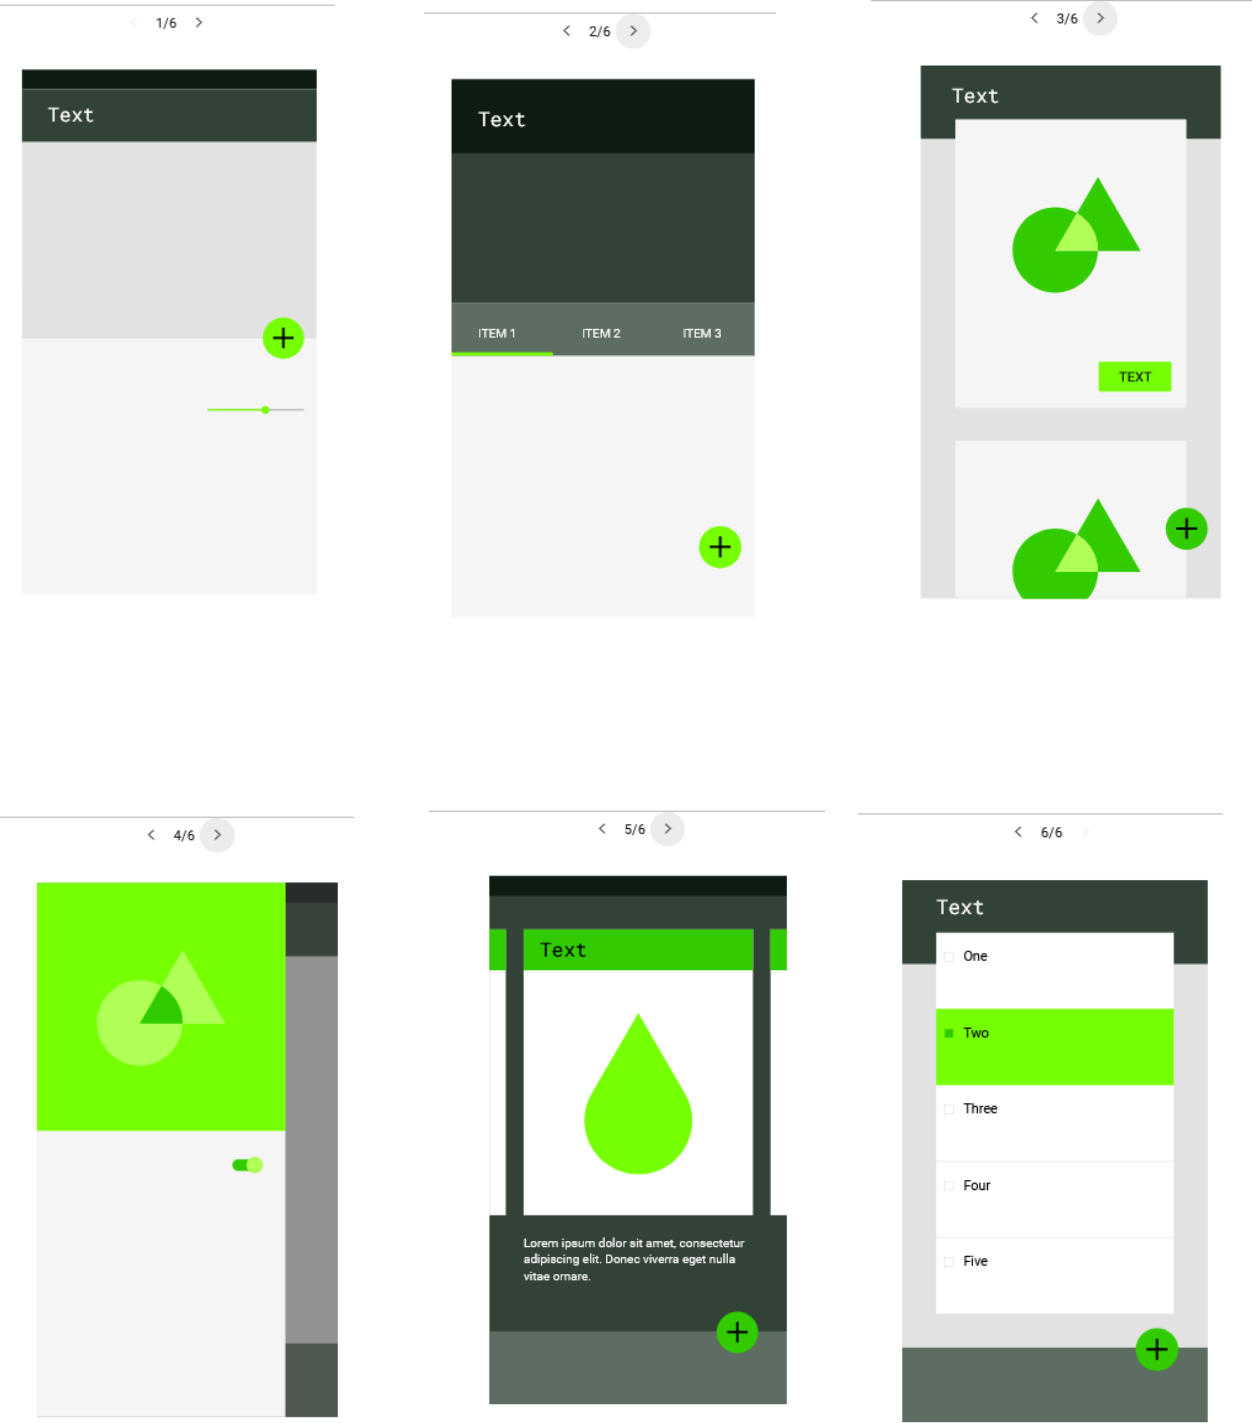 1/6
Text
2/6
Text
ITEM 1 ITEM 2 ITEM 3
3/6
Text
TEXT
4/6
5/6
Text
Lorem ipsum dolor sit amet, consectetur
adipiscing elit. Donec viverra eget nulla
vitae ornare.
6/6
Text
One
Two
Three
Four
Five